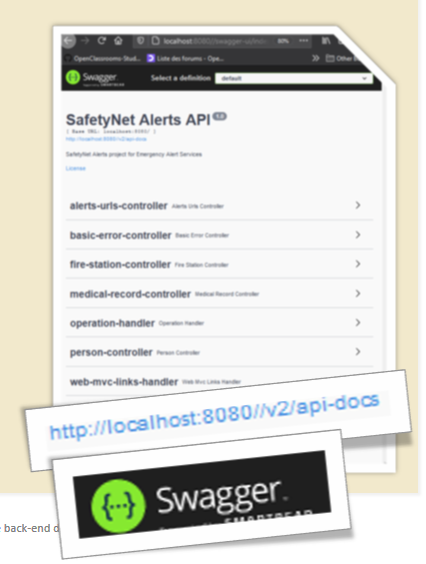 localhost:8080//swagger-ui/
80%
OpenClassrooms-Stud...
Liste des forums - Ope...
Other
Swagger
Select a definition
default
SafetyNet Alerts API
[ Base URL: localhost:8080/ ]
http://localhost:8080//v2/api-docs
SafetyNet Alerts project for Emergency Alert Services
License
alerts-urls-controller Alerts Urls Controller
basic-error-controller Basic Error Controller
fire-station-controller Fire Station Controller
medical-record-controller Medical Record Controller
operation-handler Operation Handler
person-controller Person Controller
web-mvc-links-handler Web Mvc Links Handler
http://localhost:8080//v2/api-docs
{...} Swagger
back-end